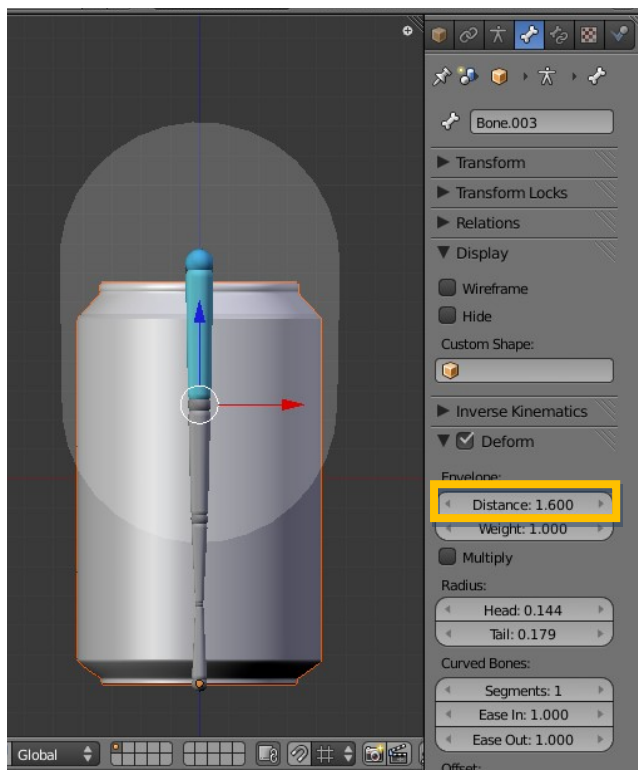 Bone.003
Transform
Transform Locks
Relations
Display
Wireframe
Hide
Custom Shape:
Inverse Kinematics
Deform
Envelope:
Distance: 1.600
Weight: 1.000
Multiply
Radius:
Head: 0.144
Tail: 0.179
Curved Bones:
Segments: 1
Ease In: 1.000
Ease Out: 1.000
Offset:
Global